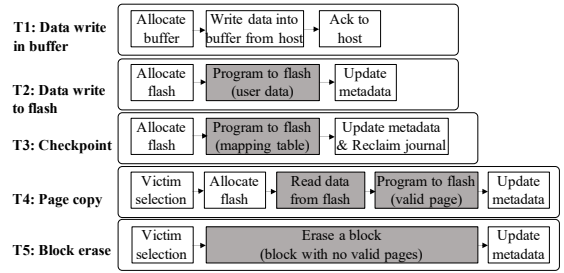 T1: Data write
in buffer
Allocate
buffer
Write data into
buffer from host
Ack to
host
T2: Data write
to flash
Allocate
flash
Program to flash
(user data)
Update
metadata
T3: Checkpoint
Allocate
flash
Program to flash
(mapping table)
Update metadata
& Reclaim journal
T4: Page copy
Victim
selection
Allocate
flash
Read data
from flash
Program to flash
(valid page)
Update
metadata
T5: Block erase
Victim
selection
Erase a block
(block with no valid pages)
Update
metadata